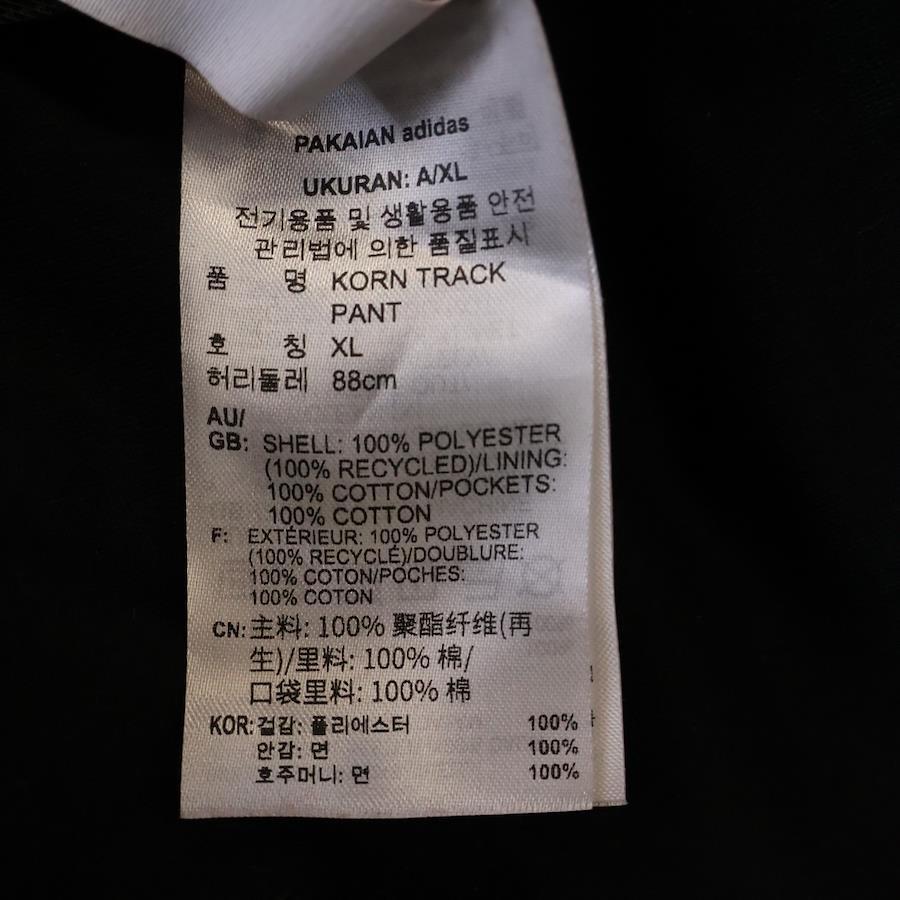 PAKAIAN adidas
UKURAN: A/XL
전기용품 및 생활용품 안전
관리법에 의한 품질표시
품 명 KORN TRACK
PANT
호 칭 XL
허리둘레 88cm
AU/
GB: SHELL: 100% POLYESTER
(100% RECYCLED)/LINING:
100% COTTON/POCKETS:
100% COTTON
F: EXTÉRIEUR: 100% POLYESTER
(100% RECYCLÉ)/DOUBLURE:
100% COTON/POCHES:
100% COTON
CN: 主料: 100% 聚酯纤维(再
生)/里料: 100% 棉/
口袋里料: 100% 棉
KOR: 겉감: 폴리에스터 100%
안감: 면 100%
호주머니: 면 100%